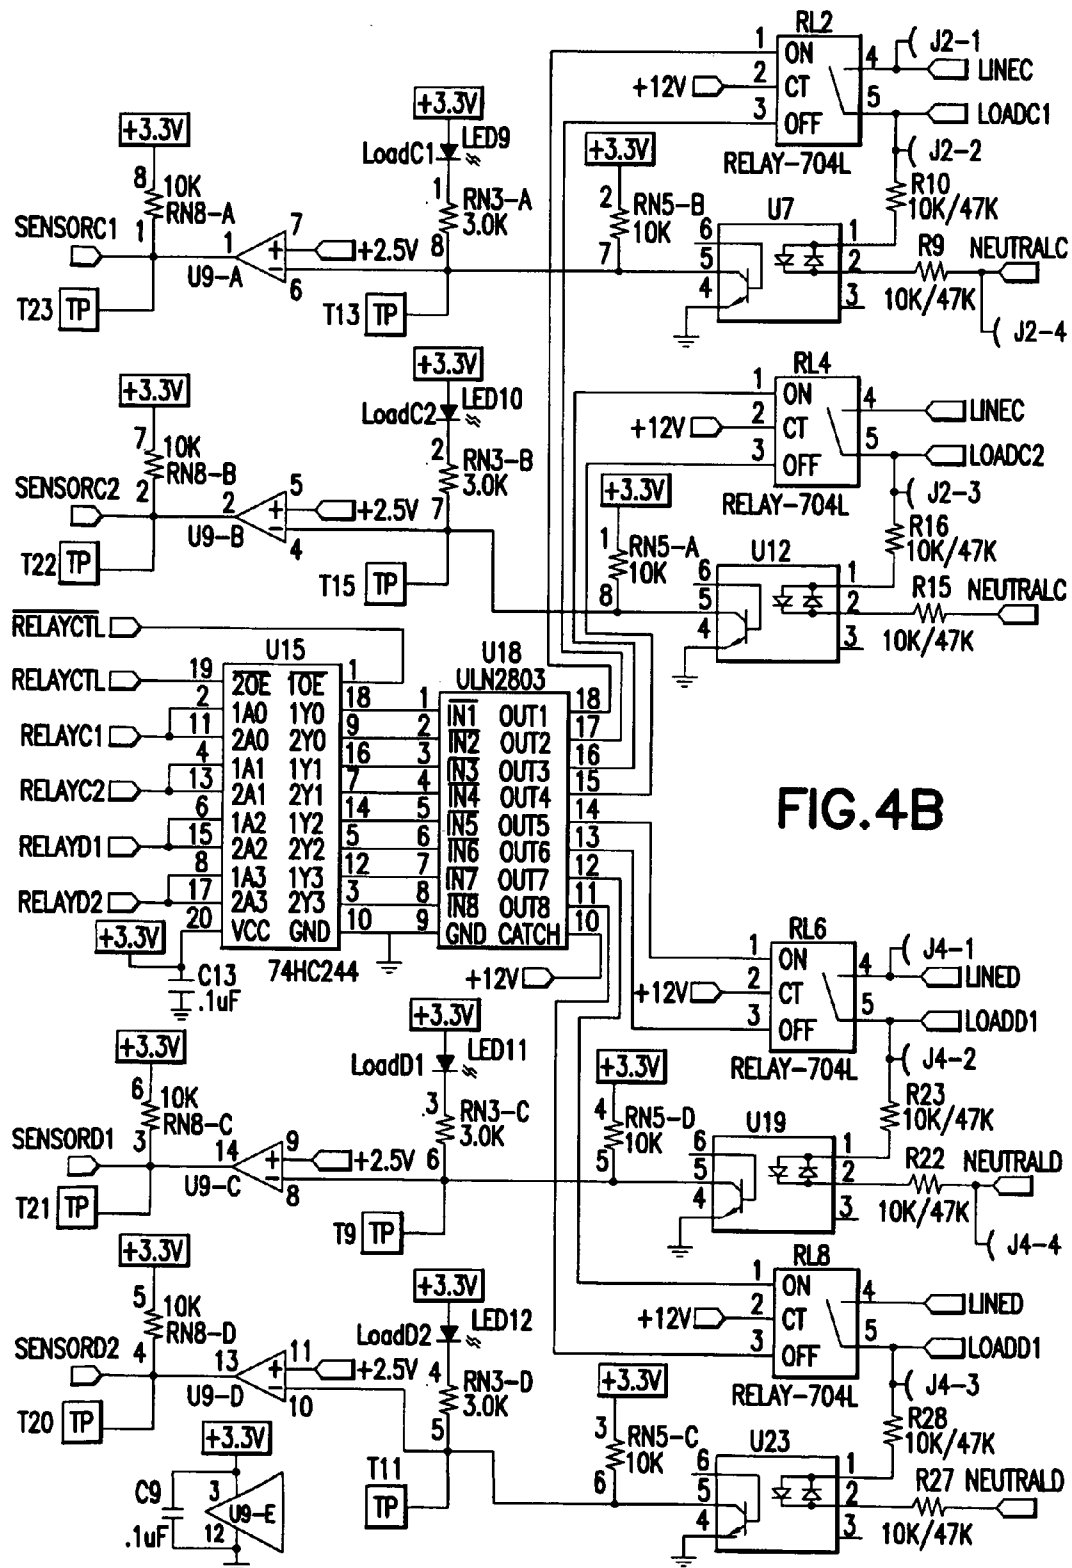 RL2
1 ON
+12V 2 CT
3 OFF
4
5
J2-1
LINEC
LOADC1
J2-2
RELAY-704L
+3.3V
8 10K
RN8-A
SENSORC1
1
1
U9-A
7
+
+2.5V
-
6
T23 TP
+3.3V
LED9
LoadC1
1 RN3-A
3.0K
8
T13 TP
+3.3V
2 RN5-B
10K
7
U7
6
5
4
1
2
3
R10
10K/47K
R9
10K/47K
NEUTRALC
J2-4
RL4
1 ON
+12V 2 CT
3 OFF
4
5
LINEC
LOADC2
J2-3
RELAY-704L
+3.3V
7 10K
RN8-B
SENSORC2
2
2
U9-B
5
+
+2.5V
-
4
T22 TP
+3.3V
LED10
LoadC2
2 RN3-B
3.0K
7
T15 TP
+3.3V
1 RN5-A
10K
8
U12
6
5
4
1
2
3
R16
10K/47K
R15
10K/47K
NEUTRALC
RELAYCTL
RELAYCTL
RELAYC1
RELAYC2
RELAYD1
RELAYD2
U15
19 2OE 1OE 1
2 1A0 1Y0 18
11 2A0 2Y0 9
4 1A1 1Y1 16
13 2A1 2Y1 7
6 1A2 1Y2 14
15 2A2 2Y2 5
8 1A3 1Y3 12
17 2A3 2Y3 3
20 VCC GND 10
74HC244
+3.3V
C13
.1uF
U18
ULN2803
1 IN1 OUT1 18
2 IN2 OUT2 17
3 IN3 OUT3 16
4 IN4 OUT4 15
5 IN5 OUT5 14
6 IN6 OUT6 13
7 IN7 OUT7 12
8 IN8 OUT8 11
9 GND CATCH 10
+12V
FIG.4B
RL6
1 ON
+12V 2 CT
3 OFF
4
5
J4-1
LINED
LOADD1
J4-2
RELAY-704L
+3.3V
6 10K
RN8-C
SENSORD1
3
14
U9-C
9
+
+2.5V
-
8
T21 TP
+3.3V
LED11
LoadD1
3 RN3-C
3.0K
6
T9 TP
+3.3V
4 RN5-D
10K
5
U19
6
5
4
1
2
3
R23
10K/47K
R22
10K/47K
NEUTRALD
J4-4
RL8
1 ON
+12V 2 CT
3 OFF
4
5
LINED
LOADD1
J4-3
RELAY-704L
+3.3V
5 10K
RN8-D
SENSORD2
4
13
U9-D
11
+
+2.5V
-
10
T20 TP
+3.3V
LED12
LoadD2
4 RN3-D
3.0K
5
T11
TP
+3.3V
3 RN5-C
10K
6
U23
6
5
4
1
2
3
R28
10K/47K
R27
10K/47K
NEUTRALD
+3.3V
C9
.1uF
3
U9-E
12